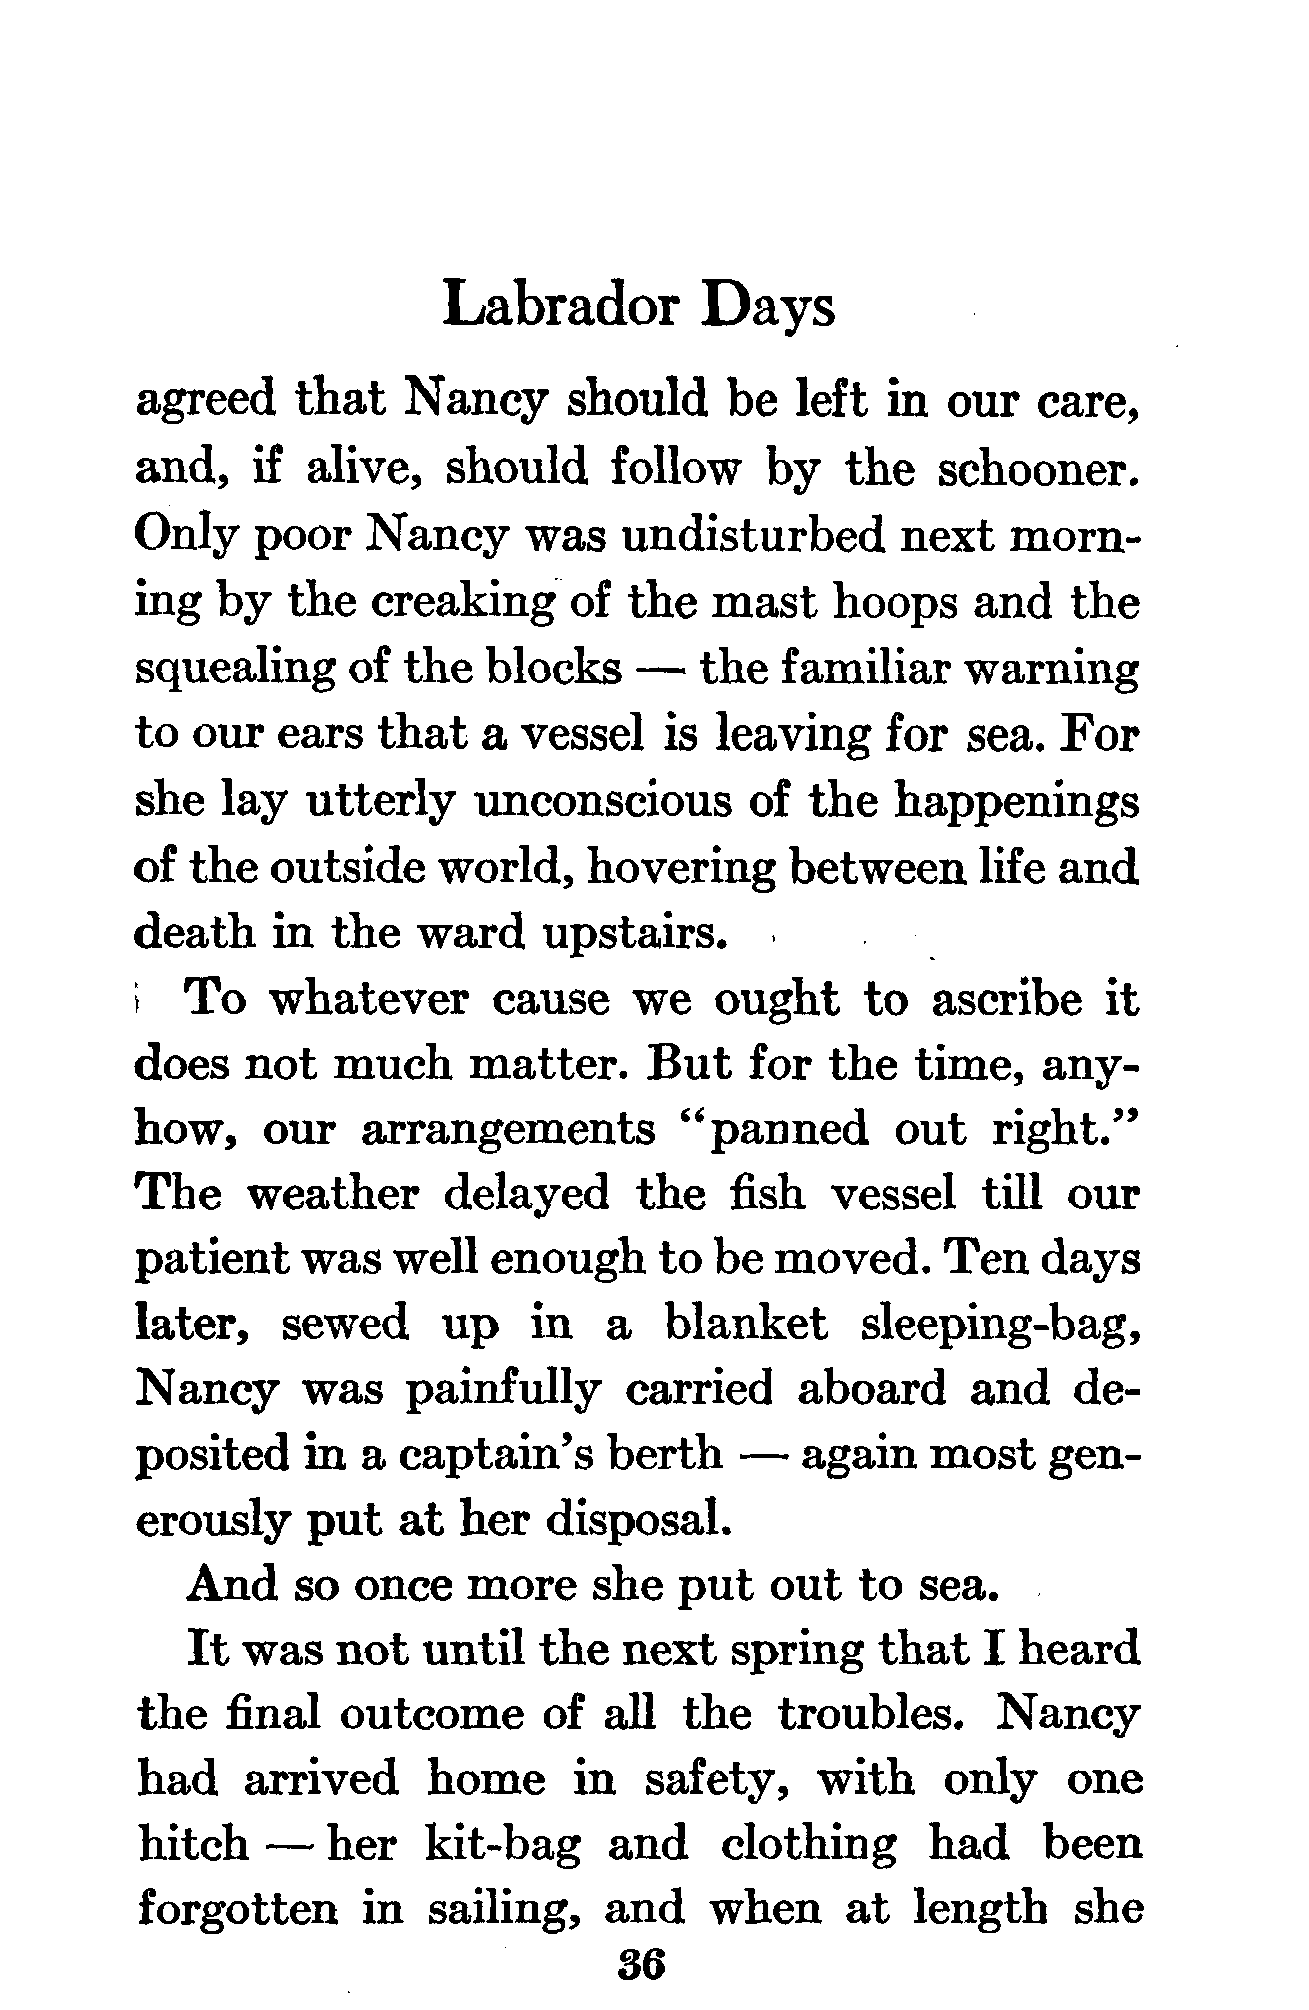 Labrador Days
agreed that Nancy should be left in our care,
and, if alive, should follow by the schooner.
Only poor Nancy was undisturbed next morn-
ing by the creaking of the mast hoops and the
squealing of the blocks — the familiar warning
to our ears that a vessel is leaving for sea. For
she lay utterly unconscious of the happenings
of the outside world, hovering between life and
death in the ward upstairs.
To whatever cause we ought to ascribe it
does not much matter. But for the time, any-
how, our arrangements “panned out right.”
The weather delayed the fish vessel till our
patient was well enough to be moved. Ten days
later, sewed up in a blanket sleeping-bag,
Nancy was painfully carried aboard and de-
posited in a captain’s berth — again most gen-
erously put at her disposal.
And so once more she put out to sea.
It was not until the next spring that I heard
the final outcome of all the troubles. Nancy
had arrived home in safety, with only one
hitch — her kit-bag and clothing had been
forgotten in sailing, and when at length she
36